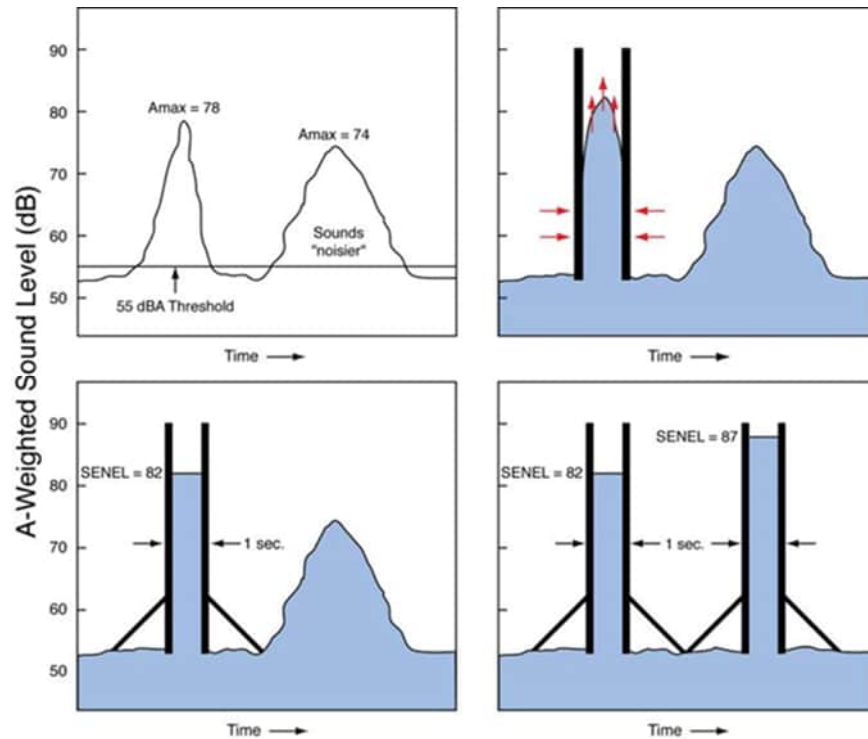 A-Weighted Sound Level (dB)
90
80
70
60
50
Amax = 78
Amax = 74
Sounds
"noisier"
55 dBA Threshold
Time
Time
90
80
70
60
50
SENEL = 82
1 sec.
Time
SENEL = 87
SENEL = 82
1 sec.
Time